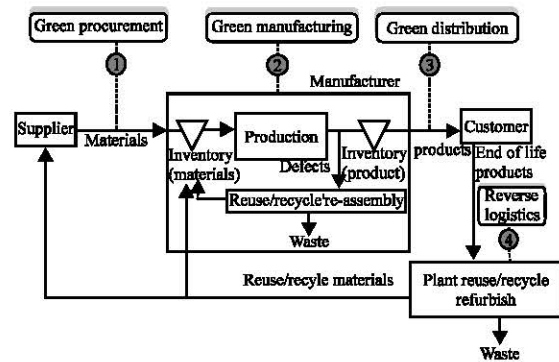 Green procurement
Green manufacturing
Green distribution
1
2
3
Manufacturer
Supplier
Materials
Production
Customer
Inventory
(materials)
Defects
Inventory
(product)
products
End of life
products
Reuse/recycle're-assembly
Waste
Reverse
logistics
4
Reuse/recyle materials
Plant reuse/recycle
refurbish
Waste